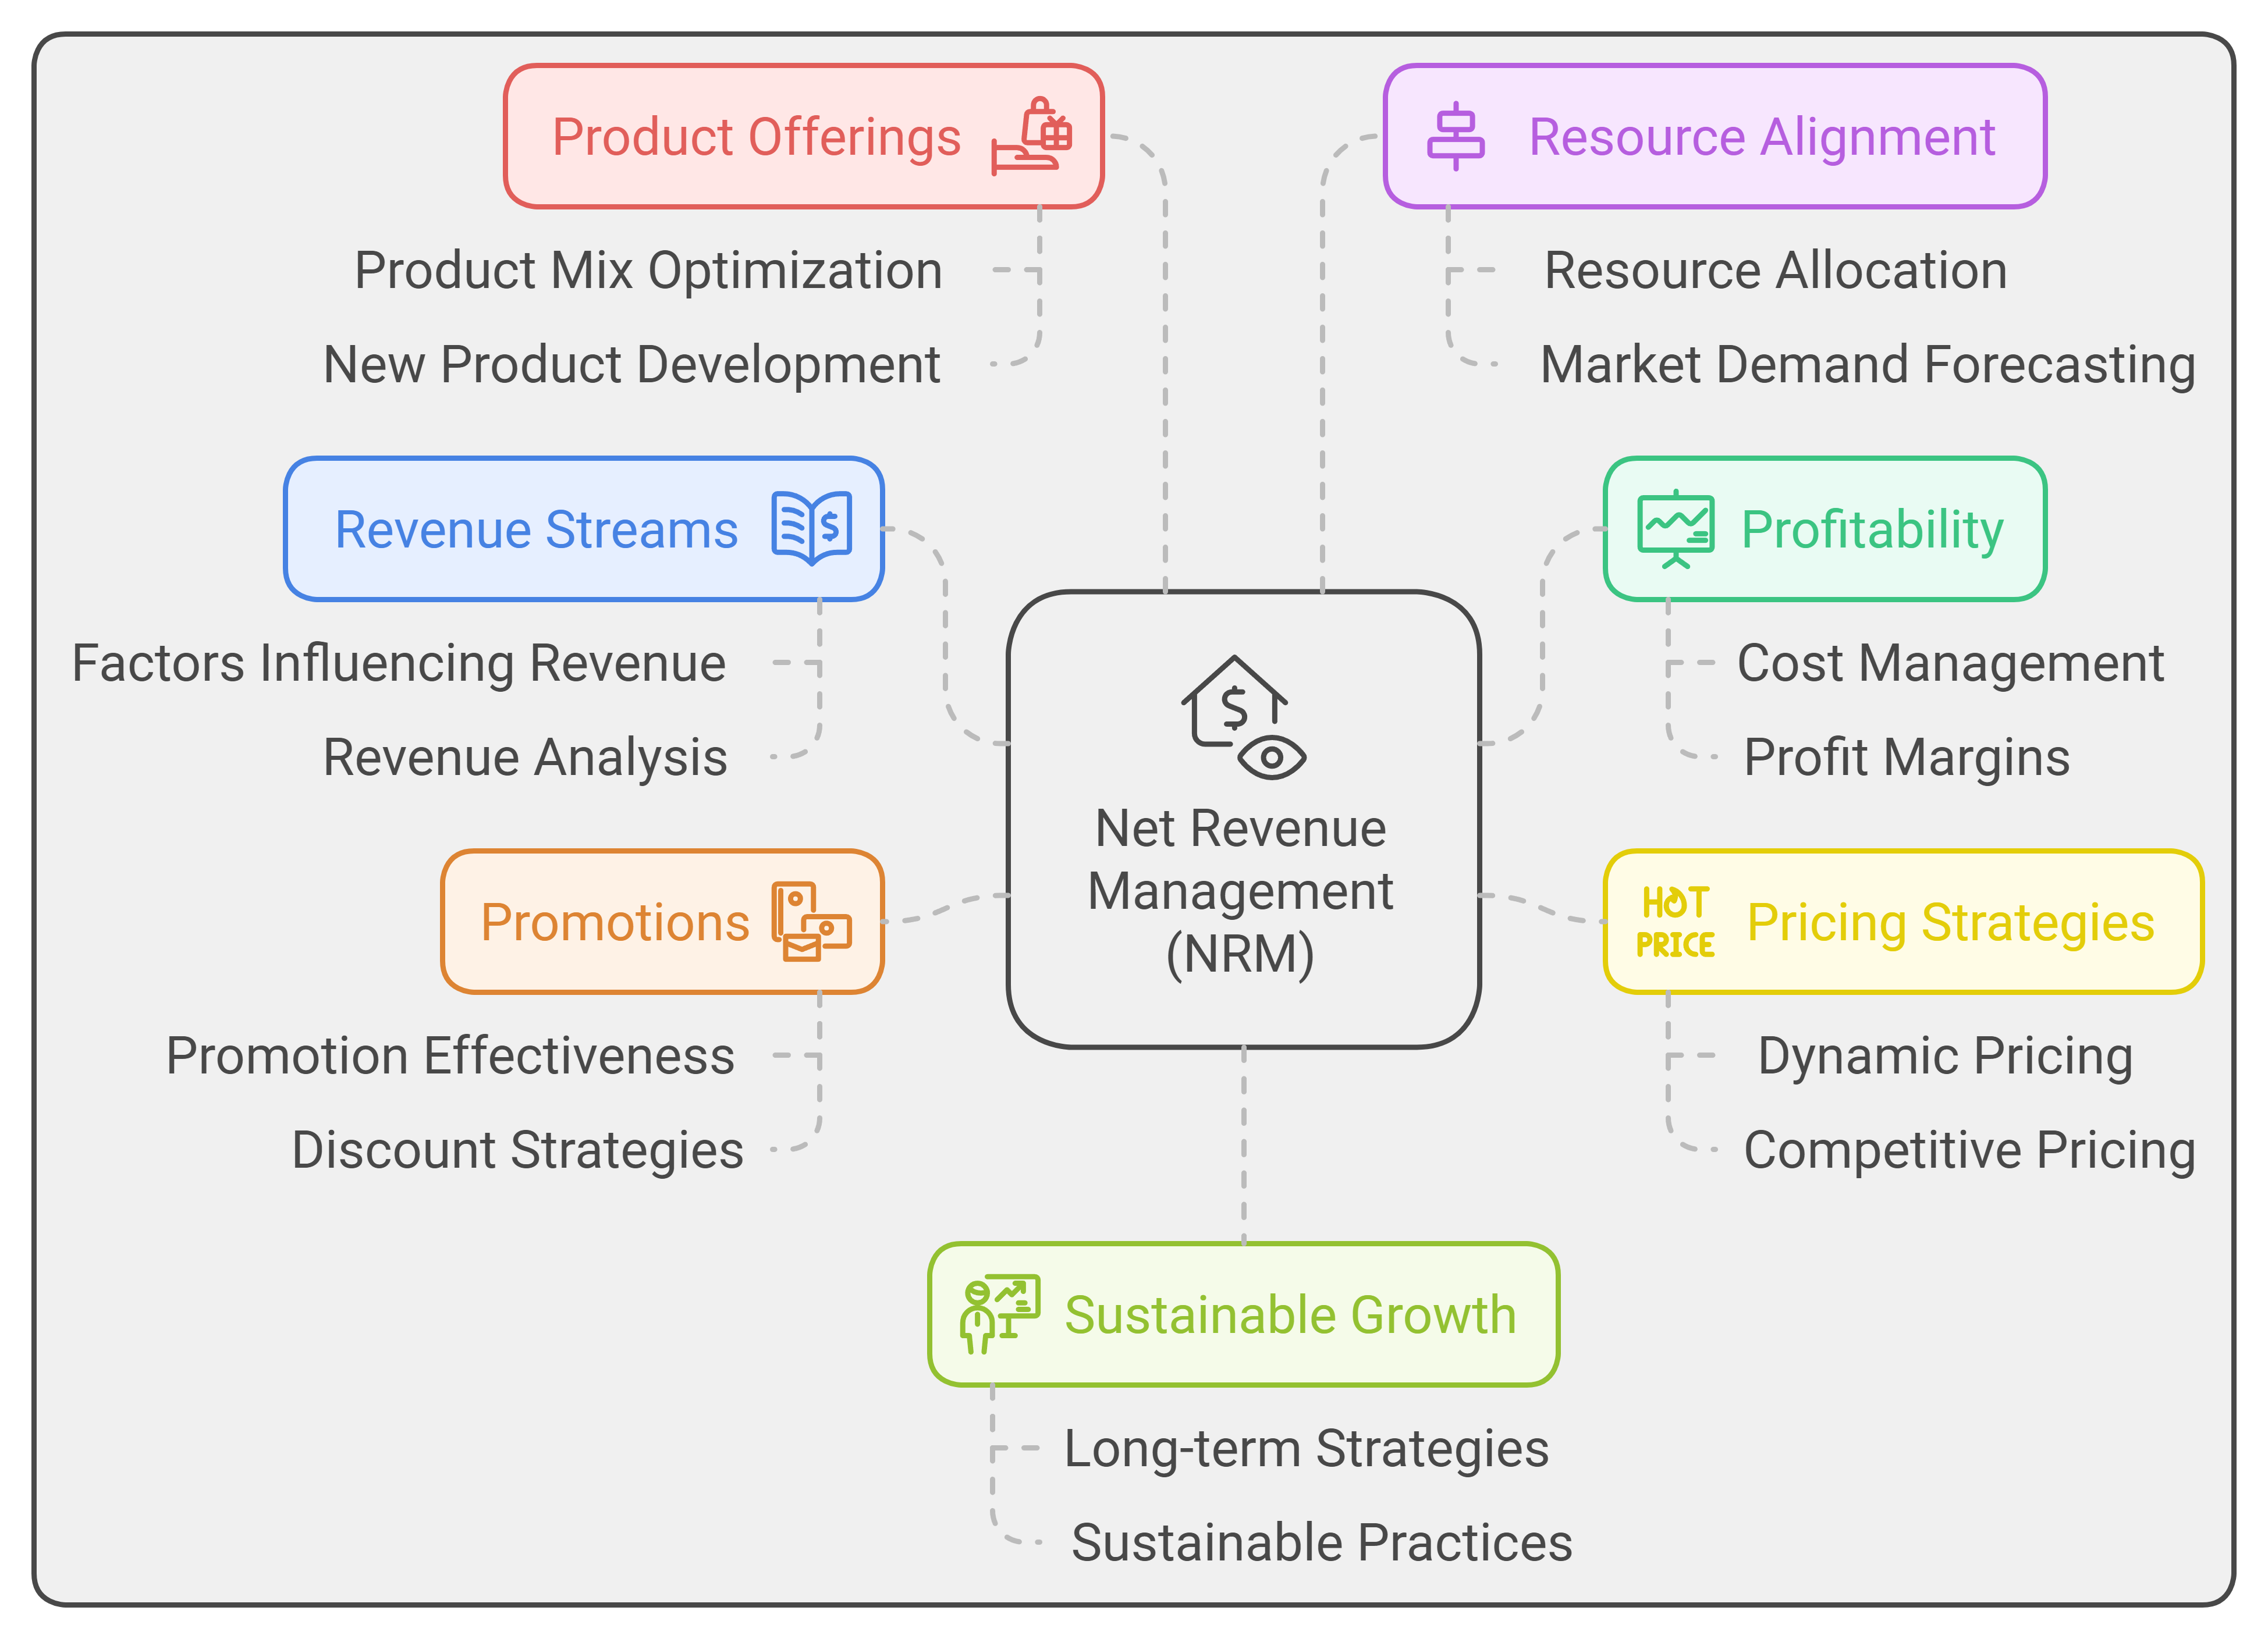 Product Offerings
Product Mix Optimization
New Product Development
Resource Alignment
Resource Allocation
Market Demand Forecasting
Revenue Streams
Factors Influencing Revenue
Revenue Analysis
Profitability
Cost Management
Profit Margins
Net Revenue
Management
(NRM)
Promotions
Promotion Effectiveness
Discount Strategies
HOT
PRICE
Pricing Strategies
Dynamic Pricing
Competitive Pricing
Sustainable Growth
Long-term Strategies
Sustainable Practices